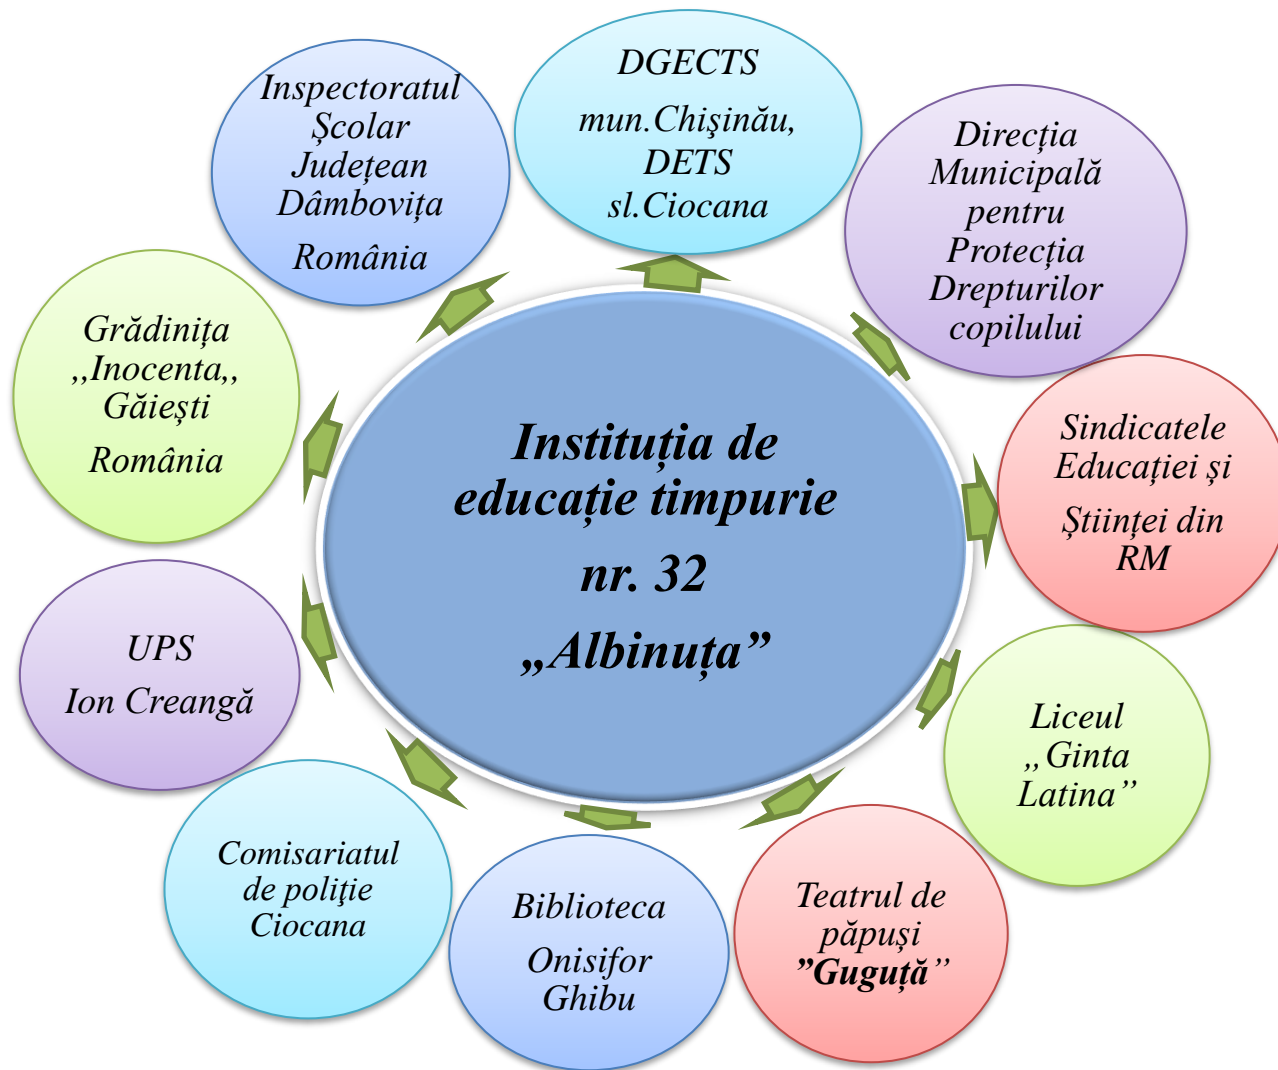 Instituția de
educație timpurie
nr. 32
„Albinuța”
DGECTS
mun.Chişinău,
DETS
sl.Ciocana
Direcția
Municipală
pentru
Protecția
Drepturilor
copilului
Sindicatele
Educației și
Științei din
RM
Liceul
„Ginta
Latina”
Teatrul de
păpuși
”Guguță”
Biblioteca
Onisifor
Ghibu
Comisariatul
de poliţie
Ciocana
UPS
Ion Creangă
Grădinița
,,Inocenta,,
Găiești
România
Inspectoratul
Școlar
Județean
Dâmbovița
România